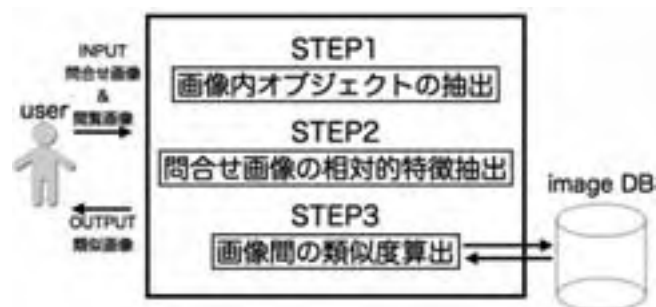 INPUT
問合せ画像
&
閲覧画像
user
OUTPUT
類似画像
STEP1
画像内オブジェクトの抽出
STEP2
問合せ画像の相対的特徴抽出
STEP3
画像間の類似度算出
image DB